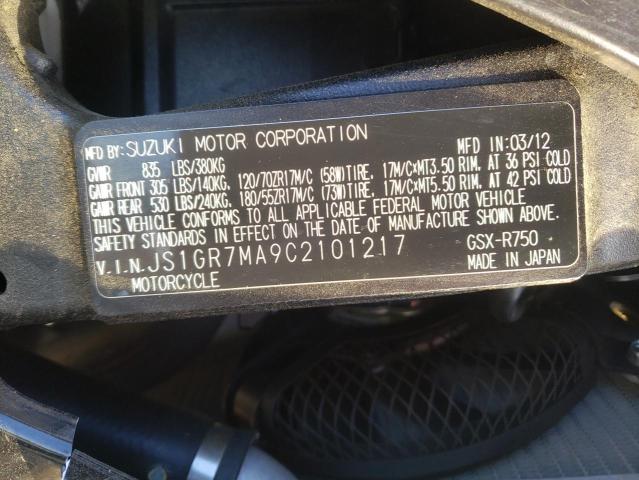 MFD BY: SUZUKI MOTOR CORPORATION MFD IN: 03/12
GVWR 835 LBS/380KG
GAWR FRONT 305 LBS/140KG, 120/70ZR17M/C (58W)TIRE, 17M/C×MT3.50 RIM, AT 36 PSI COLD
GAWR REAR 530 LBS/240KG, 180/55ZR17M/C (73W)TIRE, 17M/C×MT5.50 RIM, AT 42 PSI COLD
THIS VEHICLE CONFORMS TO ALL APPLICABLE FEDERAL MOTOR VEHICLE
SAFETY STANDARDS IN EFFECT ON THE DATE OF MANUFACTURE SHOWN ABOVE.
V.I.N. JS1GR7MA9C2101217 GSX-R750
MOTORCYCLE MADE IN JAPAN